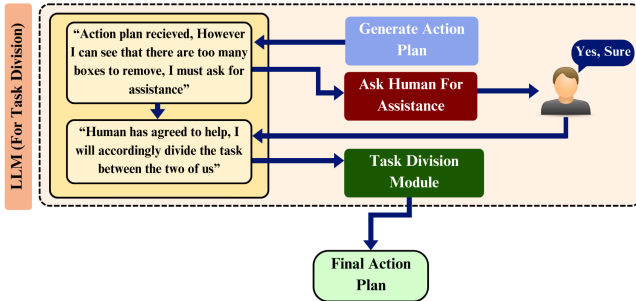 LLM (For Task Division)
“Action plan recieved, However
I can see that there are too many
boxes to remove, I must ask for
assistance”
Generate Action
Plan
Ask Human For
Assistance
Yes, Sure
“Human has agreed to help, I
will accordingly divide the task
between the two of us”
Task Division
Module
Final Action
Plan